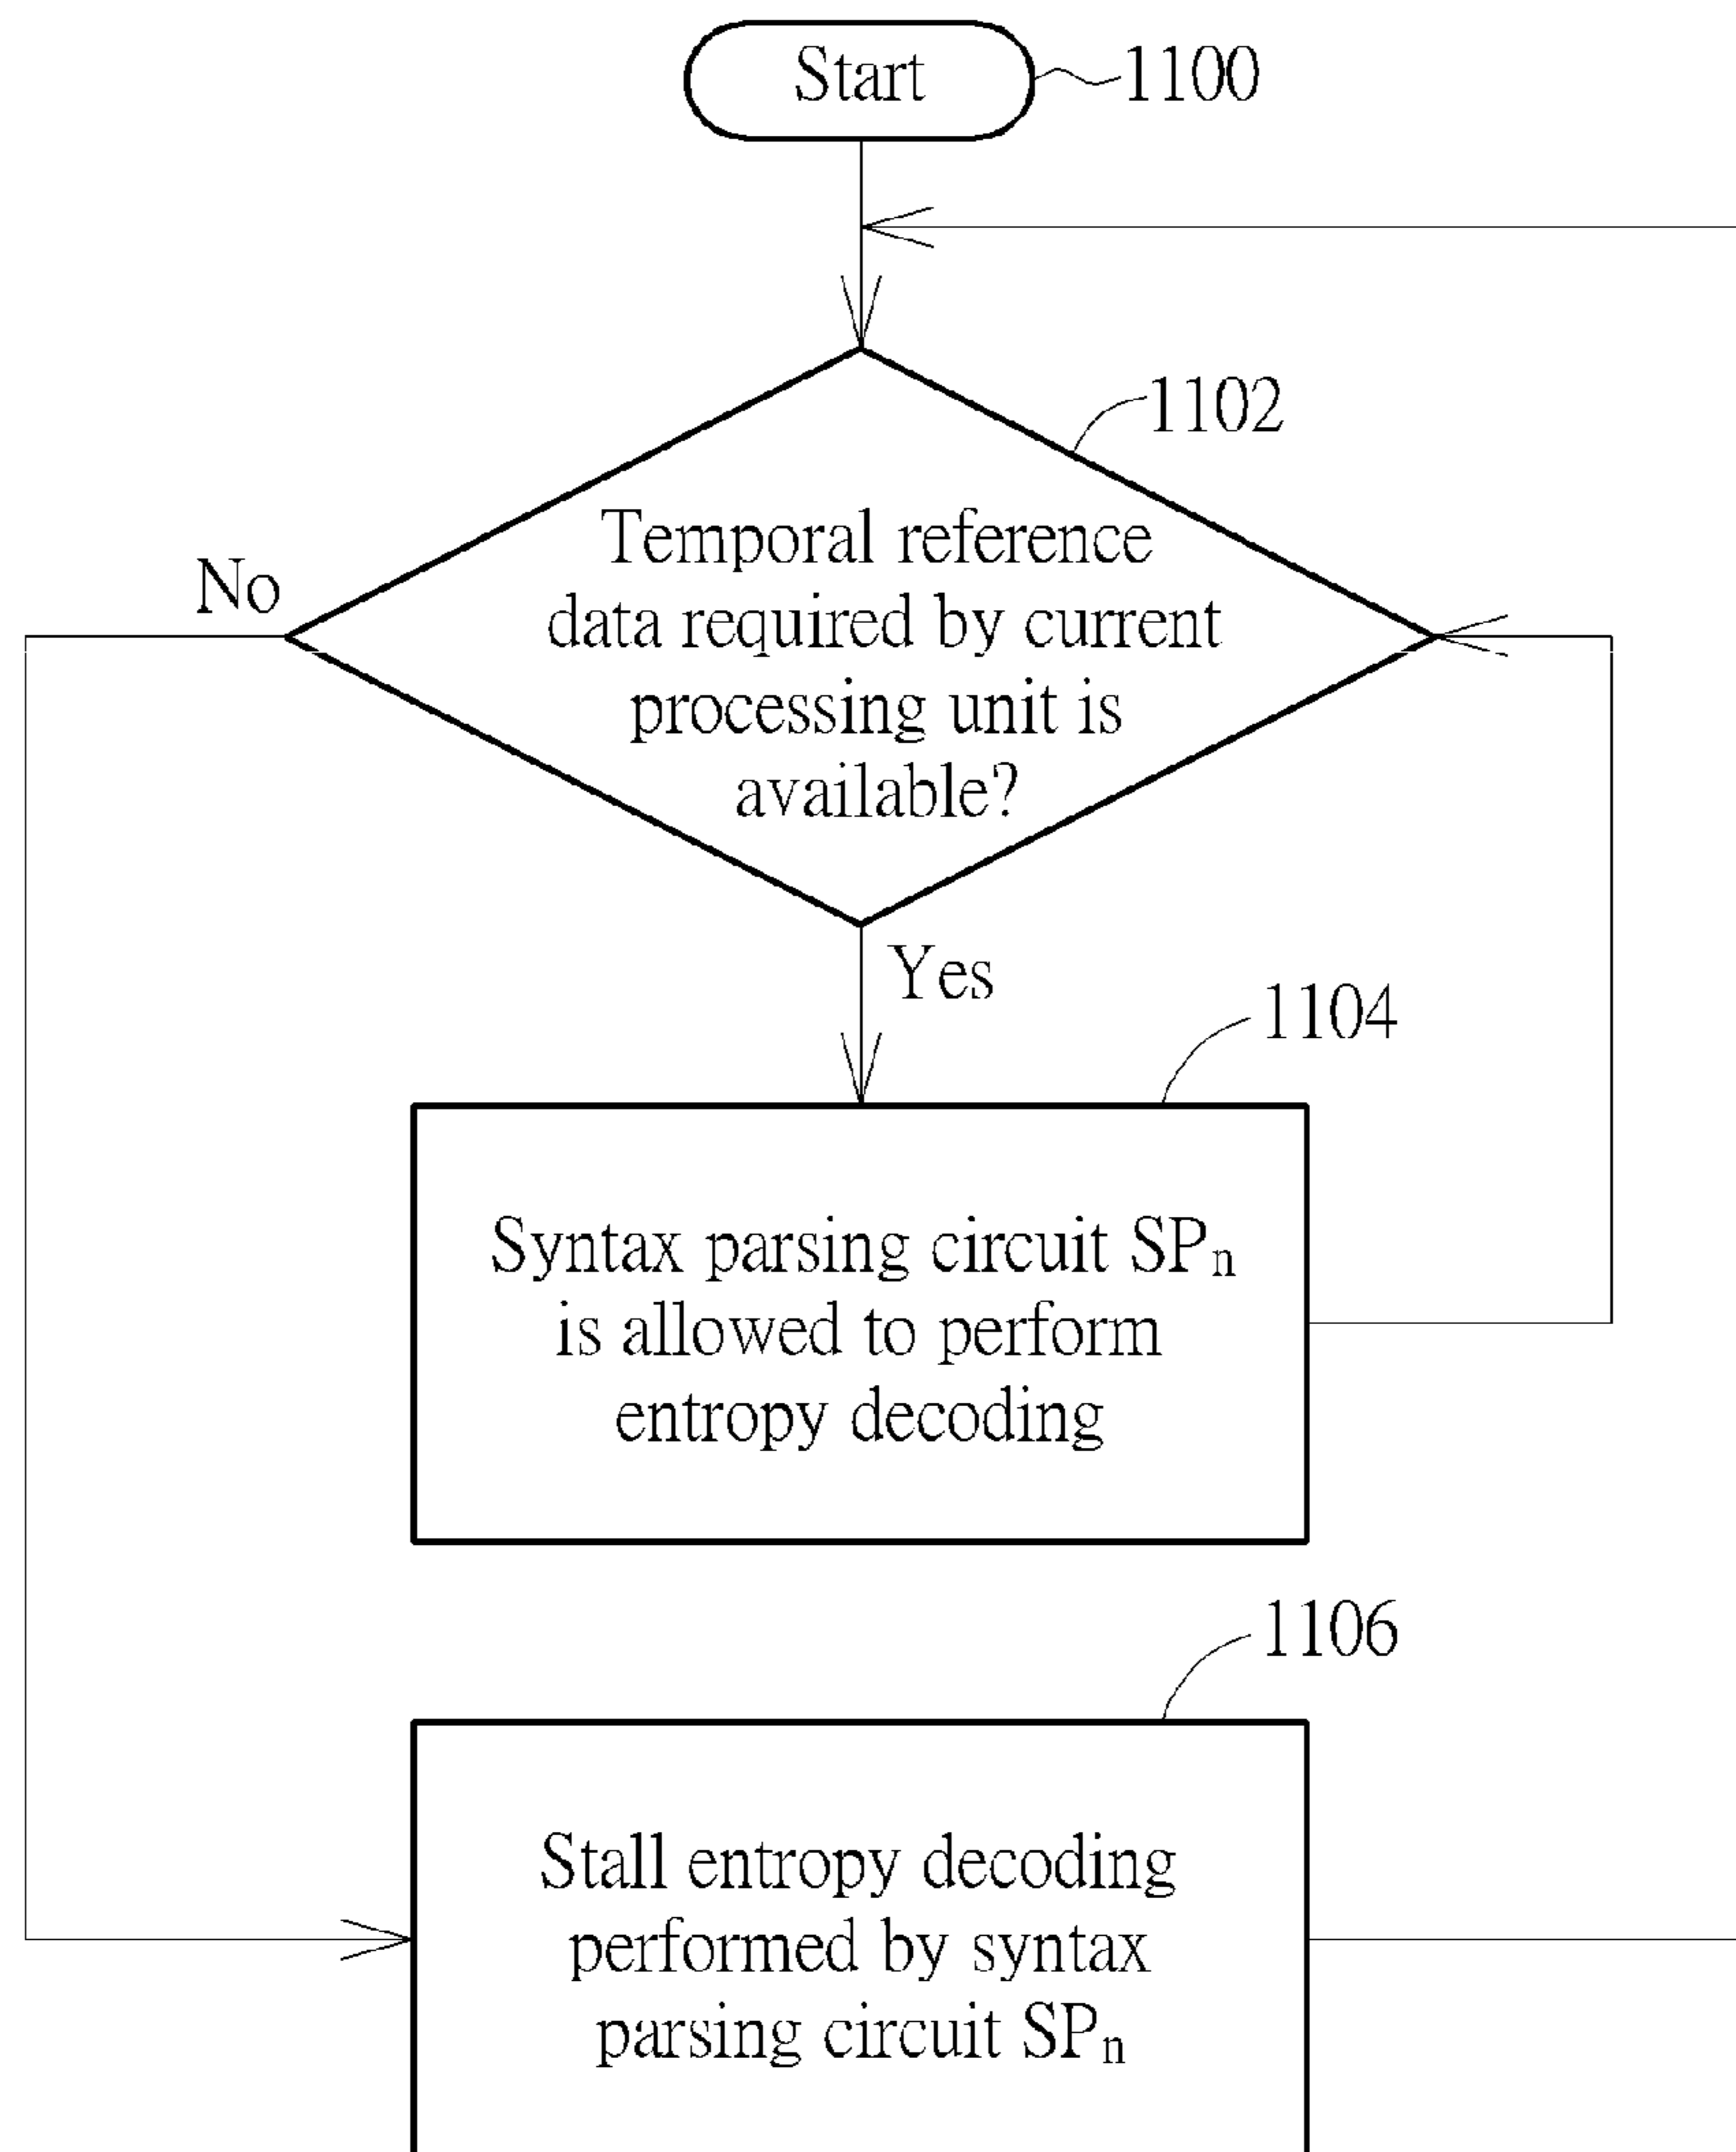 Start
1100
1102
Temporal reference
data required by current
processing unit is
available?
No
Yes
1104
Syntax parsing circuit SPn
is allowed to perform
entropy decoding
1106
Stall entropy decoding
performed by syntax
parsing circuit SPn